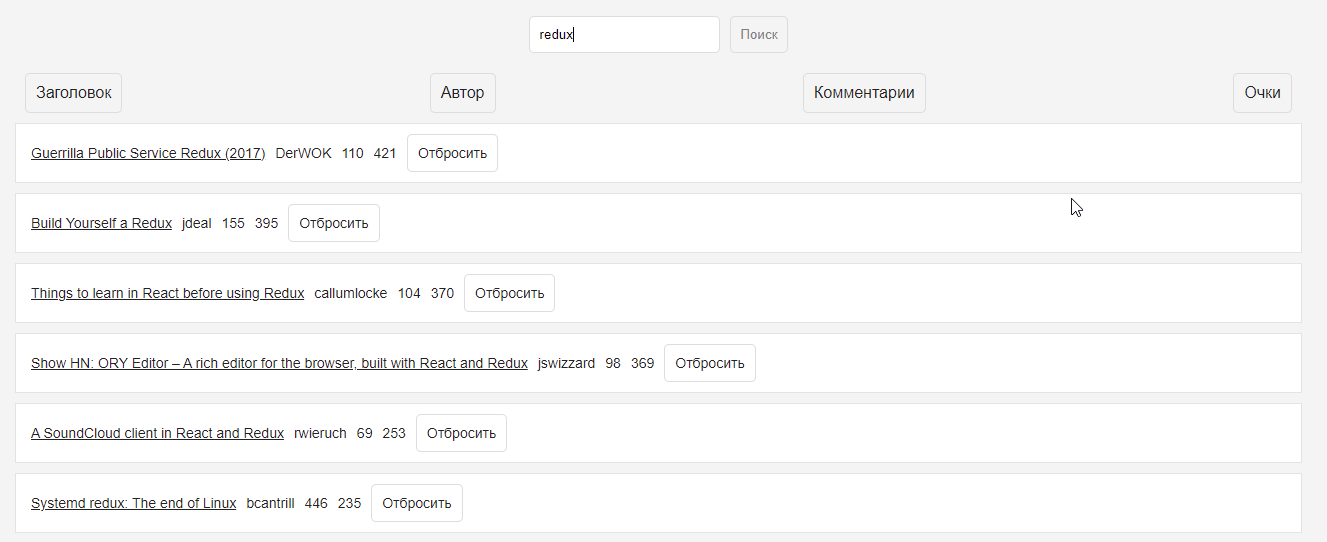 redux Поиск
Заголовок Автор Комментарии Очки
Guerrilla Public Service Redux (2017) DerWOK 110 421 Отбросить
Build Yourself a Redux jdeal 155 395 Отбросить
Things to learn in React before using Redux callumlocke 104 370 Отбросить
Show HN: ORY Editor – A rich editor for the browser, built with React and Redux jswizzard 98 369 Отбросить
A SoundCloud client in React and Redux rwieruch 69 253 Отбросить
Systemd redux: The end of Linux bcantrill 446 235 Отбросить